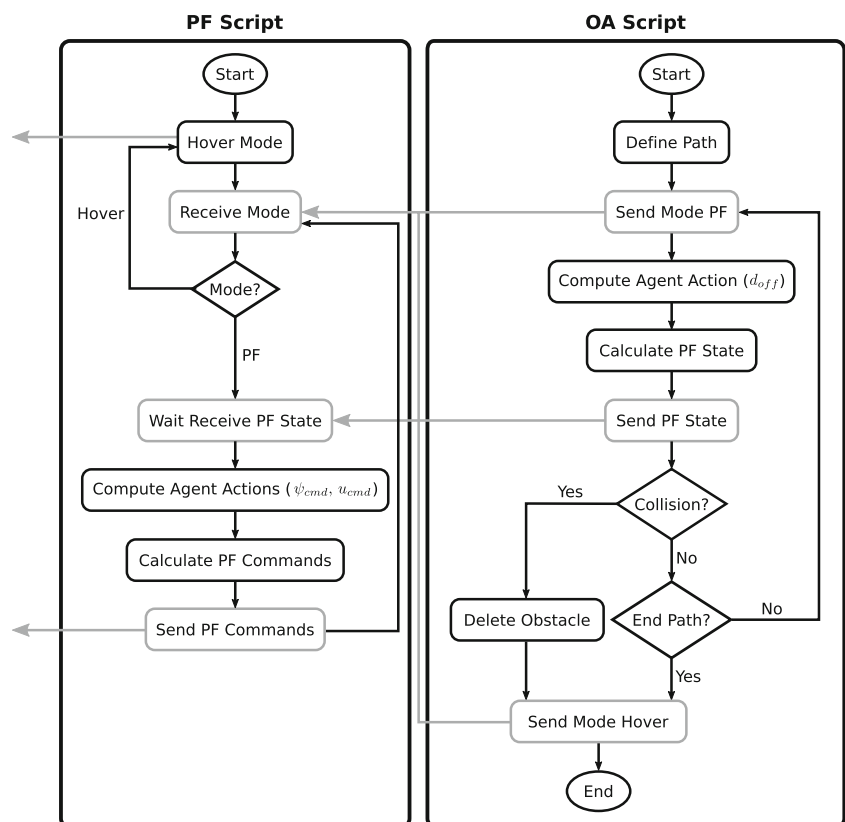 PF Script
Start
Hover Mode
Hover
Receive Mode
Mode?
PF
Wait Receive PF State
Compute Agent Actions (ψ_cmd, u_cmd)
Calculate PF Commands
Send PF Commands
OA Script
Start
Define Path
Send Mode PF
Compute Agent Action (d_off)
Calculate PF State
Send PF State
Yes
Collision?
No
Delete Obstacle
End Path?
No
Yes
Send Mode Hover
End